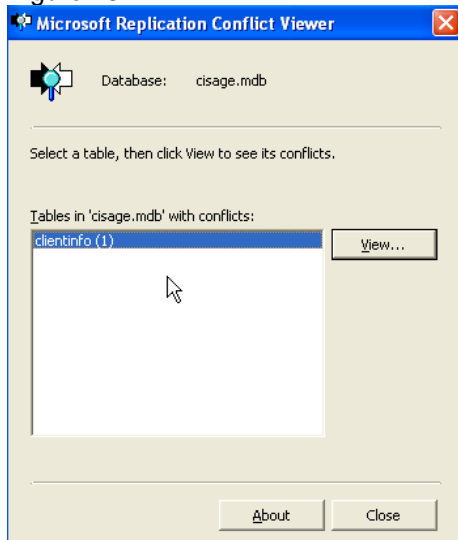 Microsoft Replication Conflict Viewer
Database: cisage.mdb
Select a table, then click View to see its conflicts.
Tables in 'cisage.mdb' with conflicts:
clientinfo (1)
View...
About
Close